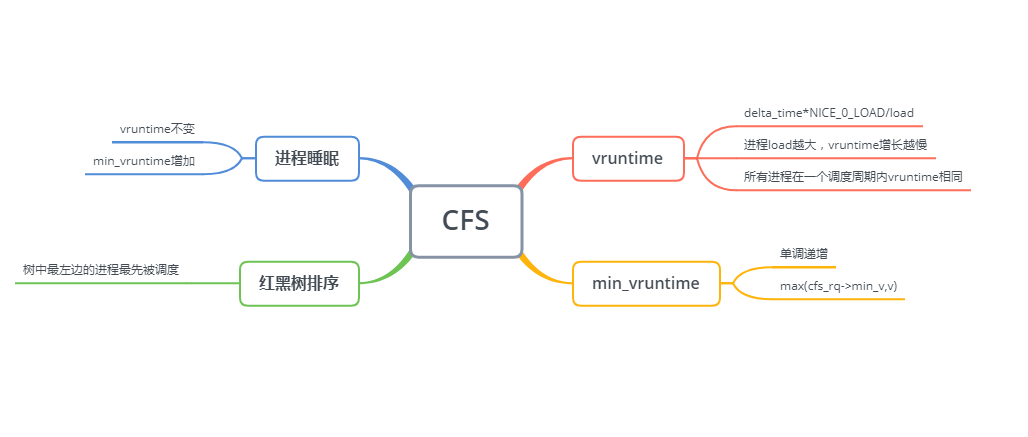 CFS
vruntime
delta_time*NICE_0_LOAD/load
进程load越大，vruntime增长越慢
所有进程在一个调度周期内vruntime相同
min_vruntime
单调递增
max(cfs_rq->min_v,v)
进程睡眠
vruntime不变
min_vruntime增加
红黑树排序
树中最左边的进程最先被调度